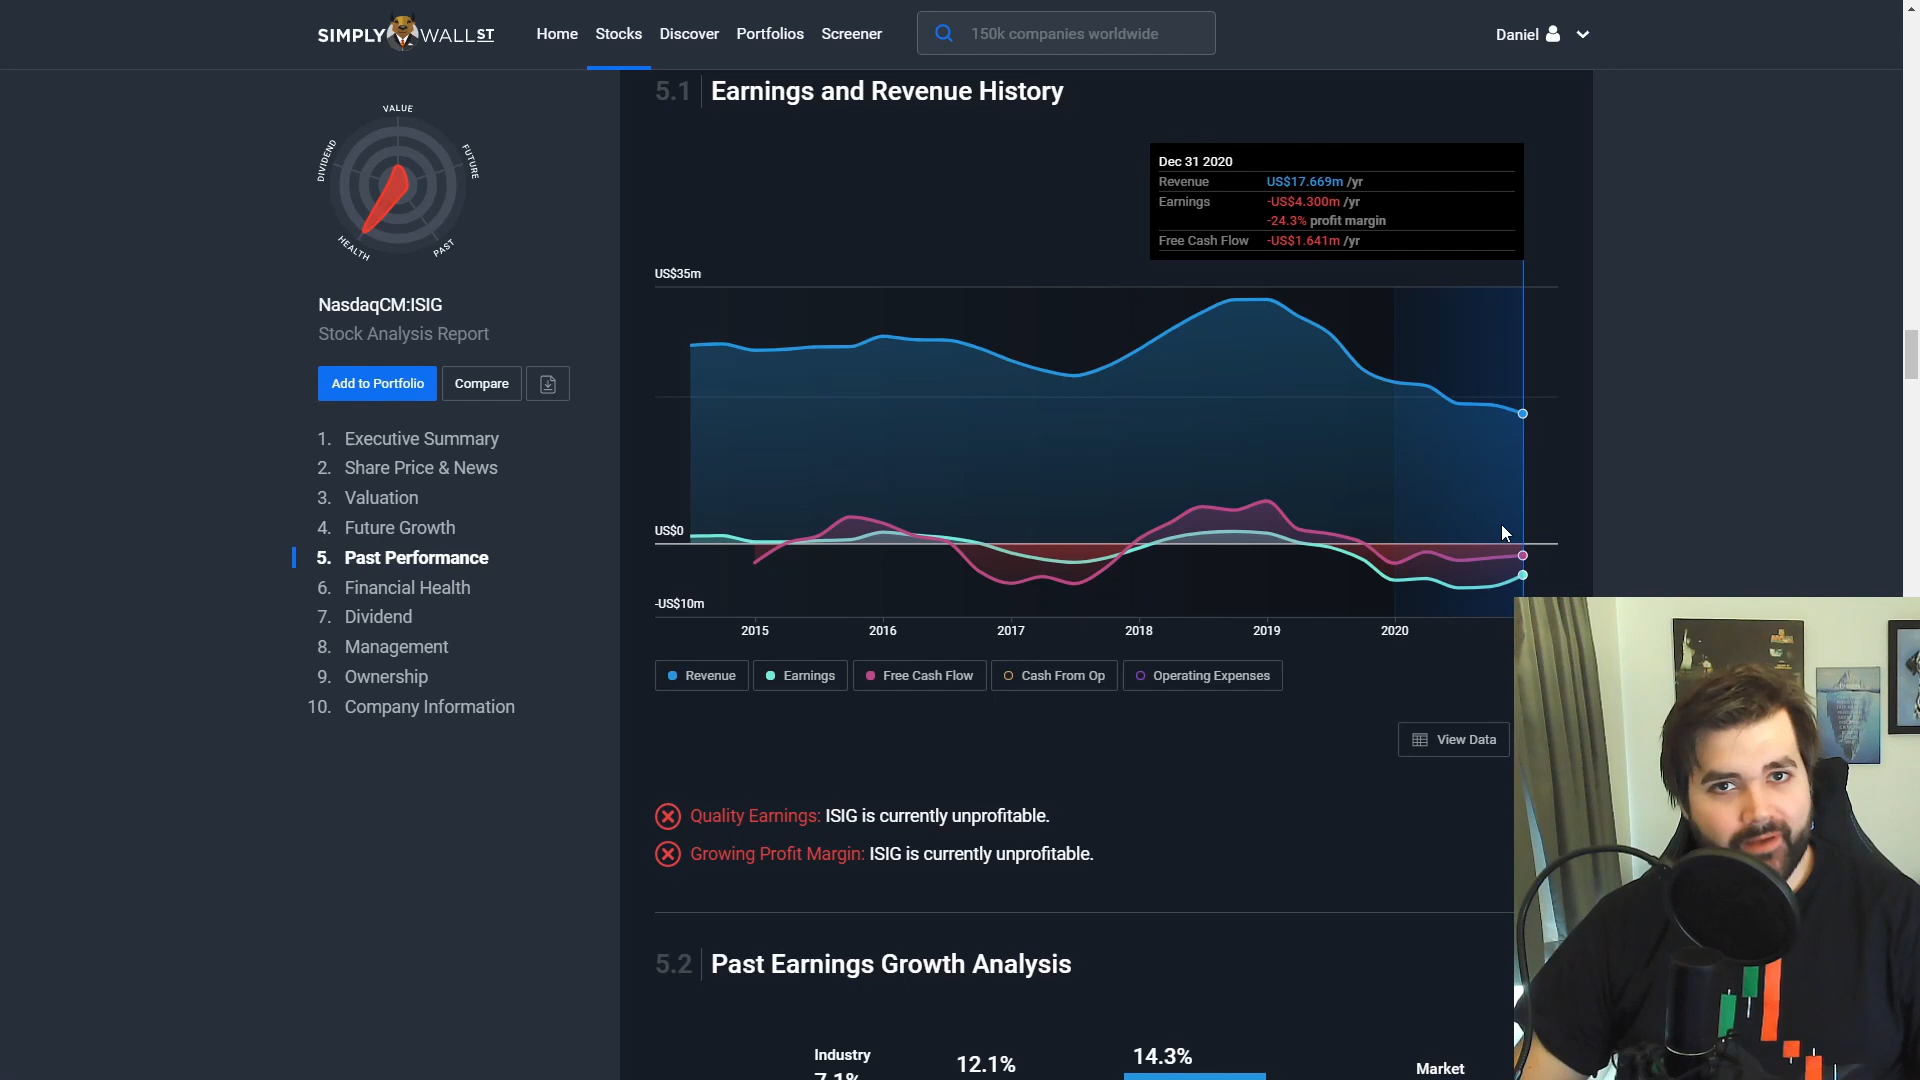 SIMPLY WALL ST
Home
Stocks
Discover
Portfolios
Screener
150k companies worldwide
Daniel
VALUE
FUTURE
PAST
HEALTH
DIVIDEND
NasdaqCM:ISIG
Stock Analysis Report
Add to Portfolio
Compare
1. Executive Summary
2. Share Price & News
3. Valuation
4. Future Growth
5. Past Performance
6. Financial Health
7. Dividend
8. Management
9. Ownership
10. Company Information
5.1 Earnings and Revenue History
Dec 31 2020
Revenue US$17.669m /yr
Earnings -US$4.300m /yr
-24.3% profit margin
Free Cash Flow -US$1.641m /yr
US$35m
US$0
-US$10m
2015 2016 2017 2018 2019 2020
Revenue
Earnings
Free Cash Flow
Cash From Op
Operating Expenses
View Data
Quality Earnings: ISIG is currently unprofitable.
Growing Profit Margin: ISIG is currently unprofitable.
5.2 Past Earnings Growth Analysis
Industry
7.1%
12.1%
14.3%
Market